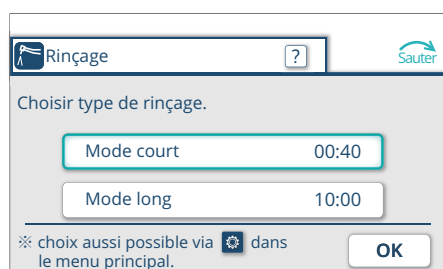 Rinçage
?
Sauter
Choisir type de rinçage.
Mode court 00:40
Mode long 10:00
※ choix aussi possible via dans
le menu principal.
OK